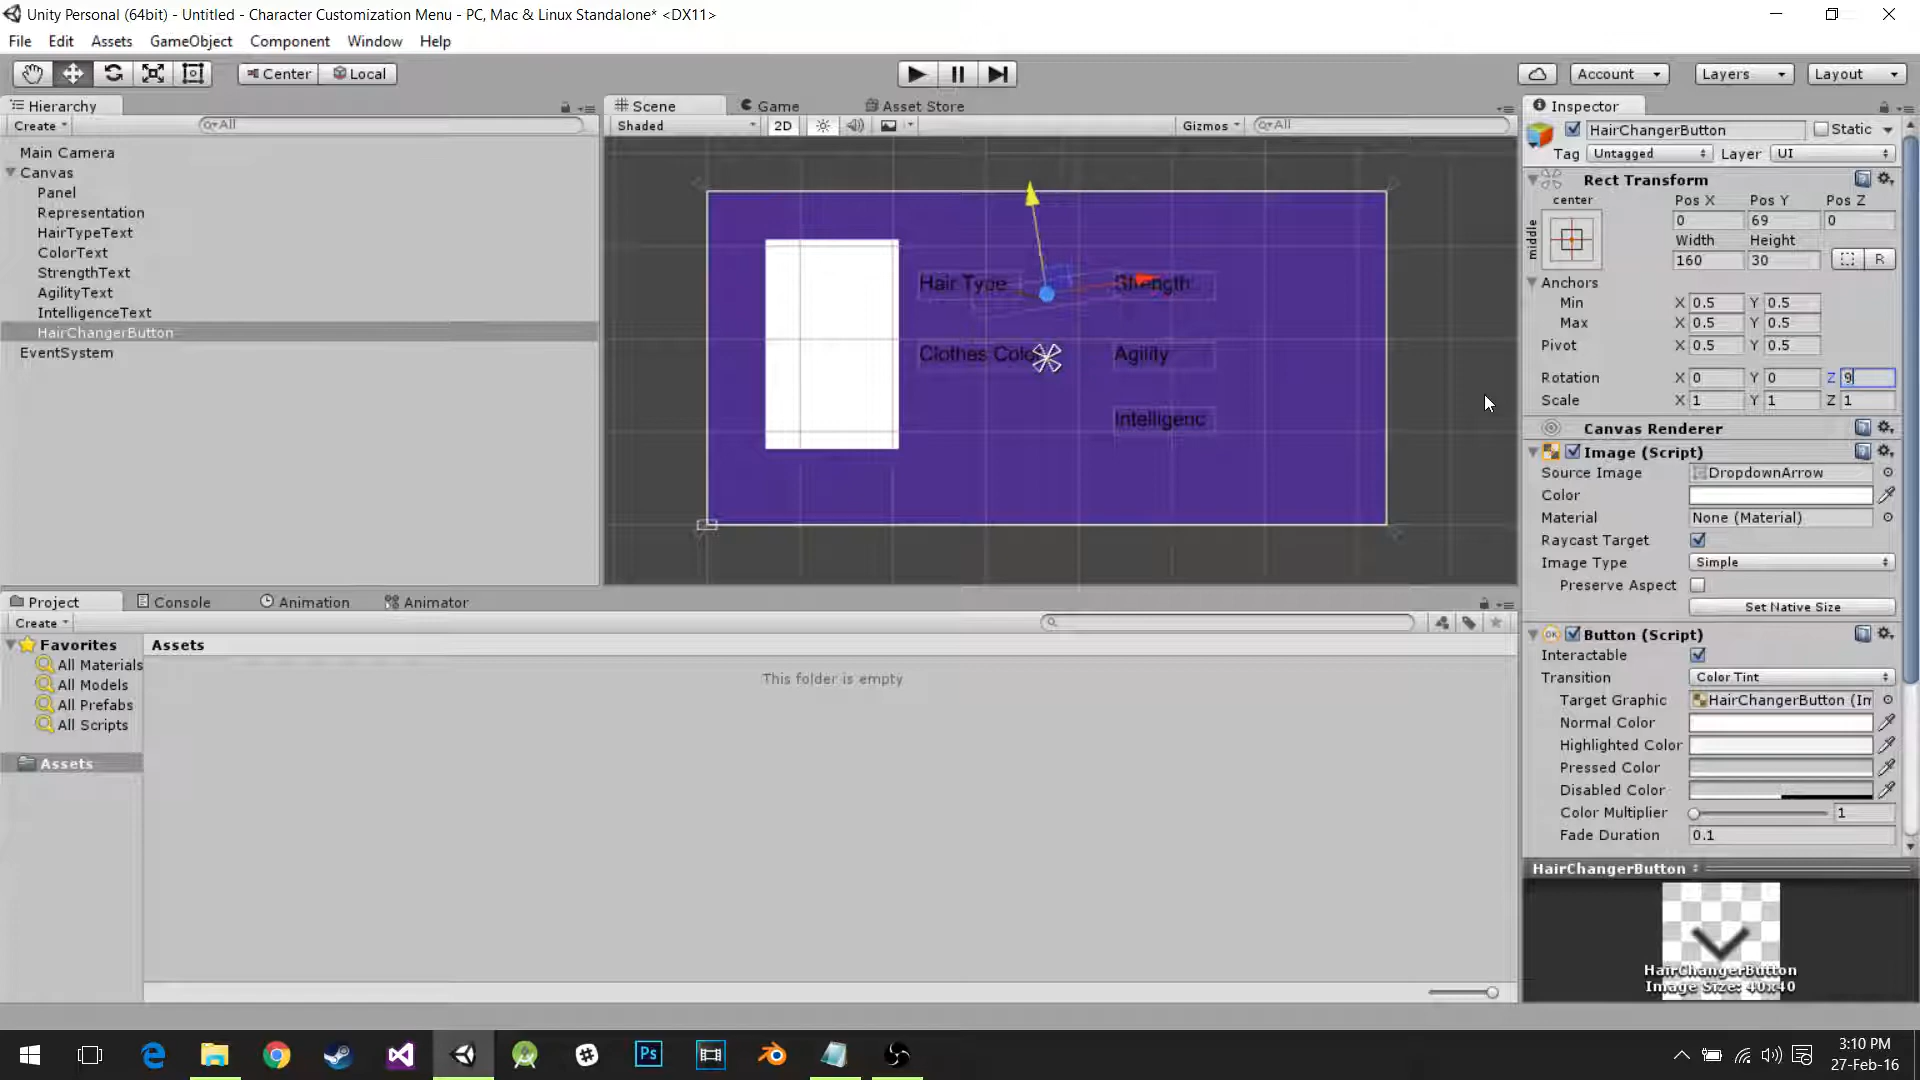 Unity Personal (64bit) - Untitled - Character Customization Menu - PC, Mac & Linux Standalone* <DX11>
File Edit Assets GameObject Component Window Help
Center Local Account Layers Layout
Hierarchy
Create All
Main Camera
Canvas
Panel
Representation
HairTypeText
ColorText
StrengthText
AgilityText
IntelligenceText
HairChangerButton
EventSystem
Scene Game Asset Store
Shaded 2D Gizmos All
Hair Type Strength
Clothes Colo Agility
Intelligenc
Inspector
HairChangerButton Static
Tag Untagged Layer UI
Rect Transform
center Pos X Pos Y Pos Z
middle 0 69 0
Width Height
160 30 R
Anchors
Min X 0.5 Y 0.5
Max X 0.5 Y 0.5
Pivot X 0.5 Y 0.5
Rotation X 0 Y 0 Z 9
Scale X 1 Y 1 Z 1
Canvas Renderer
Image (Script)
Source Image DropdownArrow
Color
Material None (Material)
Raycast Target
Image Type Simple
Preserve Aspect
Set Native Size
OK Button (Script)
Interactable
Transition Color Tint
Target Graphic HairChangerButton (Im
Normal Color
Highlighted Color
Pressed Color
Disabled Color
Color Multiplier 1
Fade Duration 0.1
HairChangerButton
HairChangerButton
Image Size: 40x40
Project Console Animation Animator
Create
Favorites
All Materials
All Models
All Prefabs
All Scripts
Assets
Assets
This folder is empty
Ps
3:10 PM
27-Feb-16